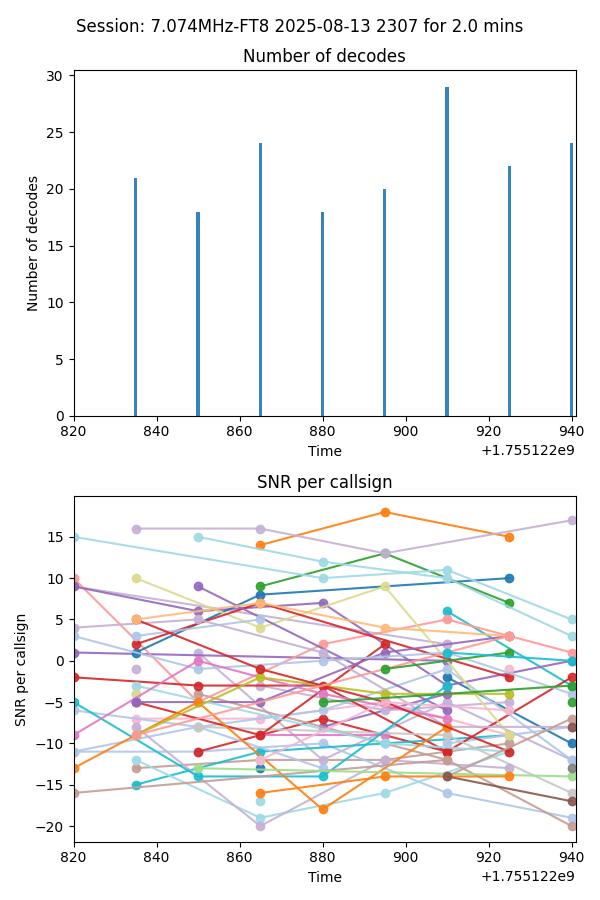 Session: 7.074MHz-FT8 2025-08-13 2307 for 2.0 mins
Number of decodes
30
25
20
15
10
5
0
Number of decodes
820 840 860 880 900 920 940
Time
+1.755122e9
SNR per callsign
15
10
5
0
−5
−10
−15
−20
SNR per callsign
820 840 860 880 900 920 940
Time
+1.755122e9